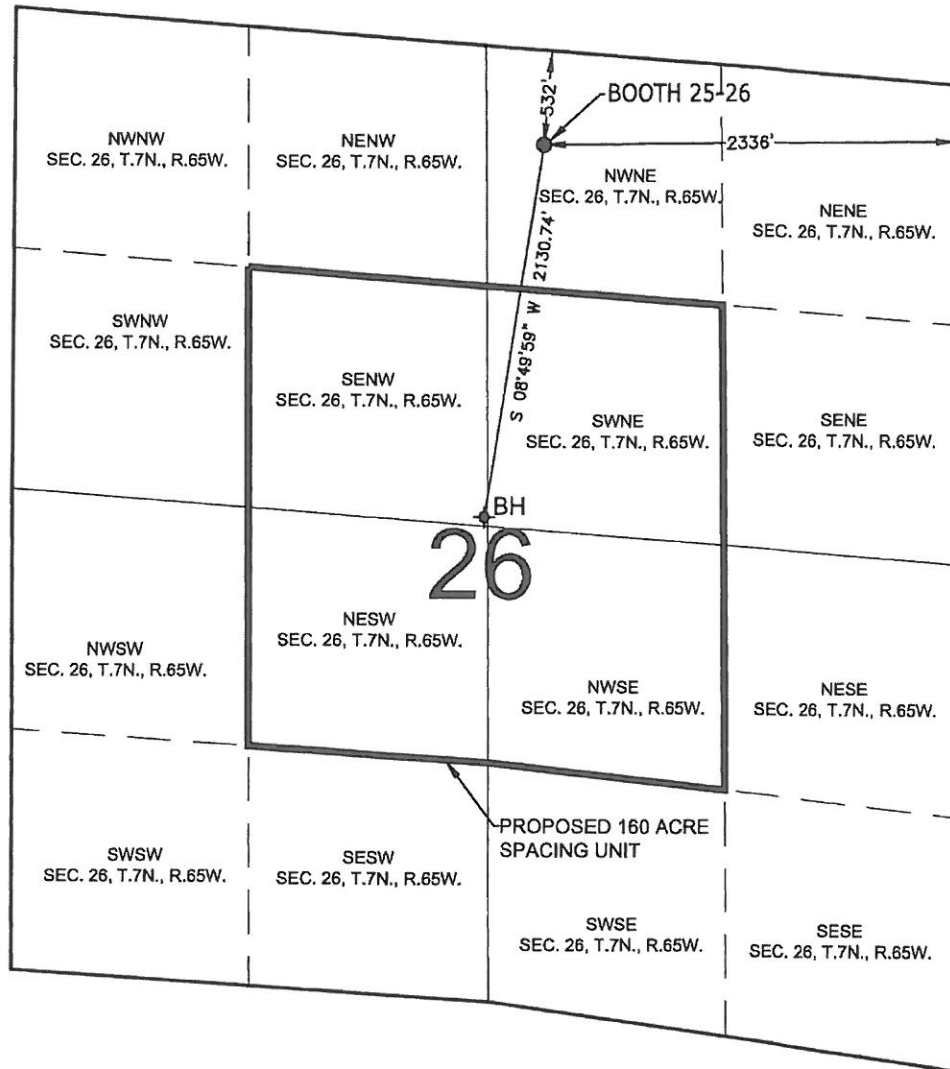 532'
BOOTH 25-26
2336'
NWNW
SEC. 26, T.7N., R.65W.
NENW
SEC. 26, T.7N., R.65W.
NWNE
SEC. 26, T.7N., R.65W.
NENE
SEC. 26, T.7N., R.65W.
S 08°49'59" W 2130.74'
SWNW
SEC. 26, T.7N., R.65W.
SENW
SEC. 26, T.7N., R.65W.
SWNE
SEC. 26, T.7N., R.65W.
SENE
SEC. 26, T.7N., R.65W.
BH
26
NWSW
SEC. 26, T.7N., R.65W.
NESW
SEC. 26, T.7N., R.65W.
NWSE
SEC. 26, T.7N., R.65W.
NESE
SEC. 26, T.7N., R.65W.
PROPOSED 160 ACRE
SPACING UNIT
SWSW
SEC. 26, T.7N., R.65W.
SESW
SEC. 26, T.7N., R.65W.
SWSE
SEC. 26, T.7N., R.65W.
SESE
SEC. 26, T.7N., R.65W.